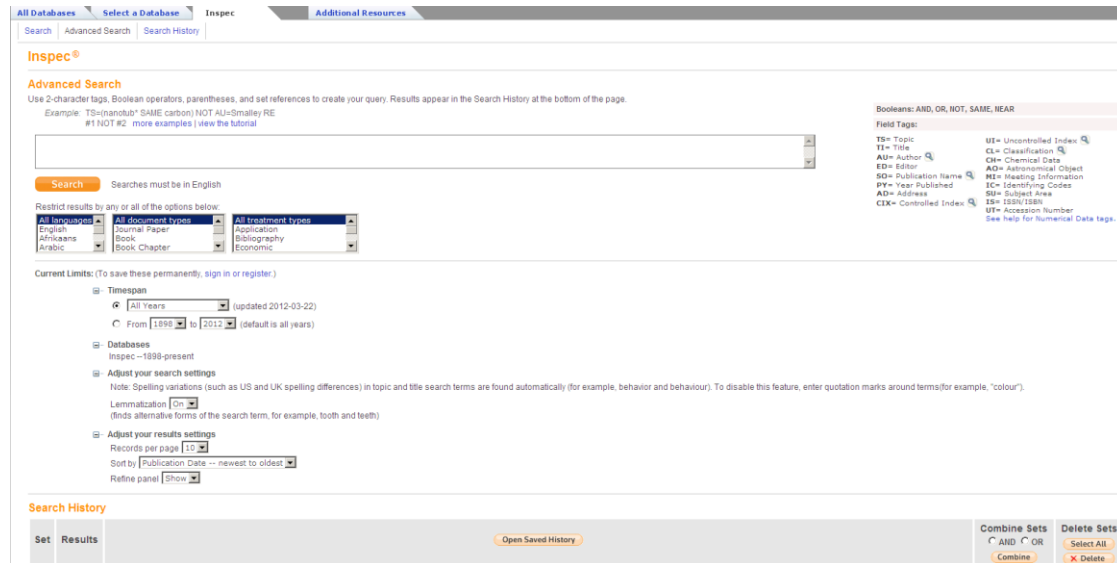 All Databases Select a Database Inspec Additional Resources
Search Advanced Search Search History
Inspec®
Advanced Search
Use 2-character tags, Boolean operators, parentheses, and set references to create your query. Results appear in the Search History at the bottom of the page.
Example: TS=(nanotub* SAME carbon) NOT AU=Smalley RE
#1 NOT #2 more examples | view the tutorial
Search Searches must be in English
Restrict results by any or all of the options below:
All languages All document types All treatment types
English Journal Paper Application
Afrikaans Book Bibliography
Arabic Book Chapter Economic
Booleans: AND, OR, NOT, SAME, NEAR
Field Tags:
TS= Topic
TI= Title
AU= Author
ED= Editor
SO= Publication Name
PY= Year Published
AD= Address
CIX= Controlled Index
UI= Uncontrolled Index
CL= Classification
CH= Chemical Data
AO= Astronomical Object
MI= Meeting Information
IC= Identifying Codes
SU= Subject Area
IS= ISSN/ISBN
UT= Accession Number
See help for Numerical Data tags.
Current Limits: (To save these permanently, sign in or register.)
Timespan
All Years (updated 2012-03-22)
From 1898 to 2012 (default is all years)
Databases
Inspec --1898-present
Adjust your search settings
Note: Spelling variations (such as US and UK spelling differences) in topic and title search terms are found automatically (for example, behavior and behaviour). To disable this feature, enter quotation marks around terms(for example, "colour").
Lemmatization On
(finds alternative forms of the search term, for example, tooth and teeth)
Adjust your results settings
Records per page 10
Sort by Publication Date -- newest to oldest
Refine panel Show
Search History
Set Results Open Saved History
Combine Sets
AND OR
Combine
Delete Sets
Select All
X Delete